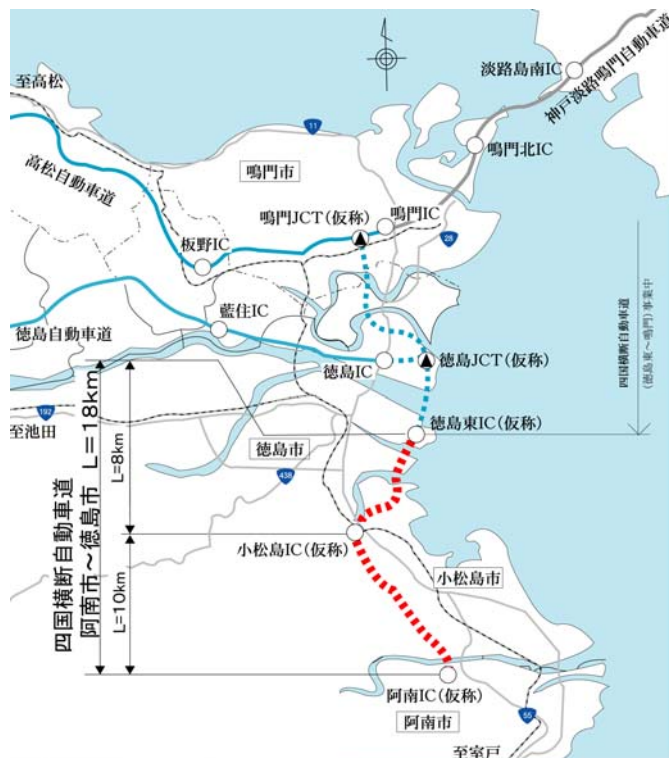 淡路島南IC
神戸淡路鳴門自動車道
至高松
11
鳴門北IC
鳴門市
高松自動車道
鳴門JCT(仮称)
鳴門IC
28
板野IC
藍住IC
徳島自動車道
徳島IC
徳島JCT(仮称)
四国横断自動車道
(徳島東〜鳴門)事業中
192
至池田
徳島市
徳島東IC(仮称)
438
四国横断自動車道
阿南市〜徳島市 L=18km
L=8km
小松島IC(仮称)
小松島市
L=10km
阿南IC(仮称)
阿南市
55
至室戸